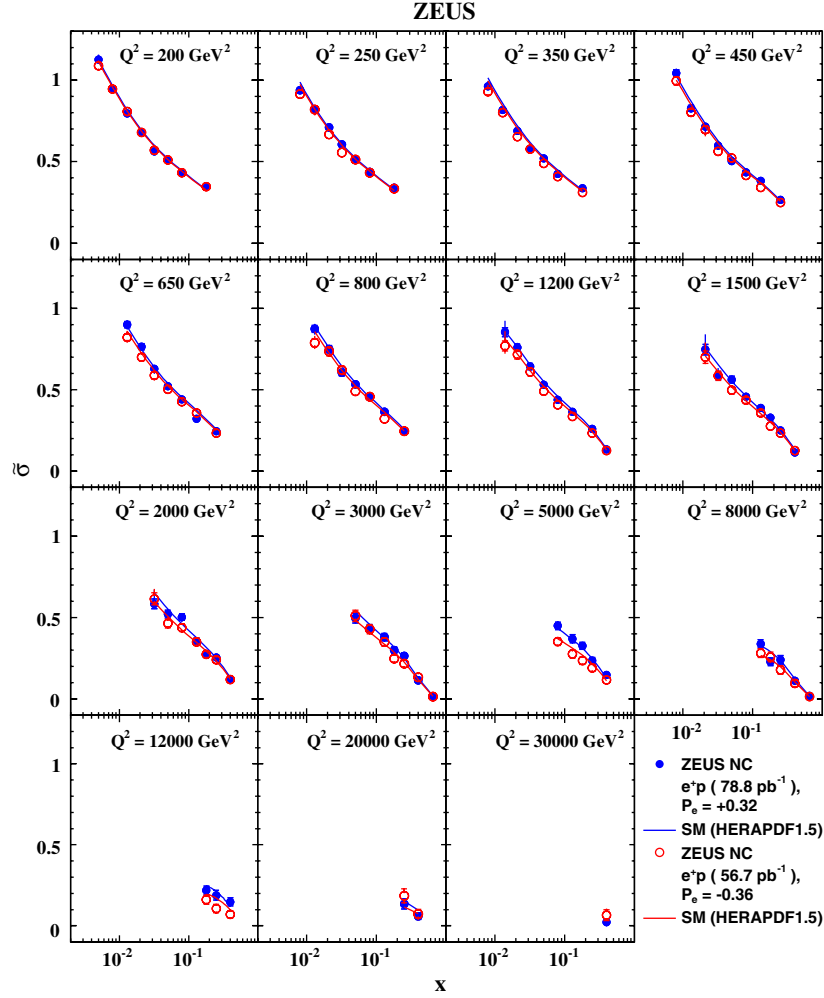 ZEUS
Q² = 200 GeV² Q² = 250 GeV² Q² = 350 GeV² Q² = 450 GeV²
1
0.5
0
Q² = 650 GeV² Q² = 800 GeV² Q² = 1200 GeV² Q² = 1500 GeV²
1
0.5
0
σ̃
Q² = 2000 GeV² Q² = 3000 GeV² Q² = 5000 GeV² Q² = 8000 GeV²
1
0.5
0
10⁻² 10⁻¹
Q² = 12000 GeV² Q² = 20000 GeV² Q² = 30000 GeV²
1
0.5
0
10⁻² 10⁻¹ 10⁻² 10⁻¹ 10⁻² 10⁻¹
x
ZEUS NC
e⁺p ( 78.8 pb⁻¹ ),
Pₑ = +0.32
SM (HERAPDF1.5)
ZEUS NC
e⁺p ( 56.7 pb⁻¹ ),
Pₑ = -0.36
SM (HERAPDF1.5)